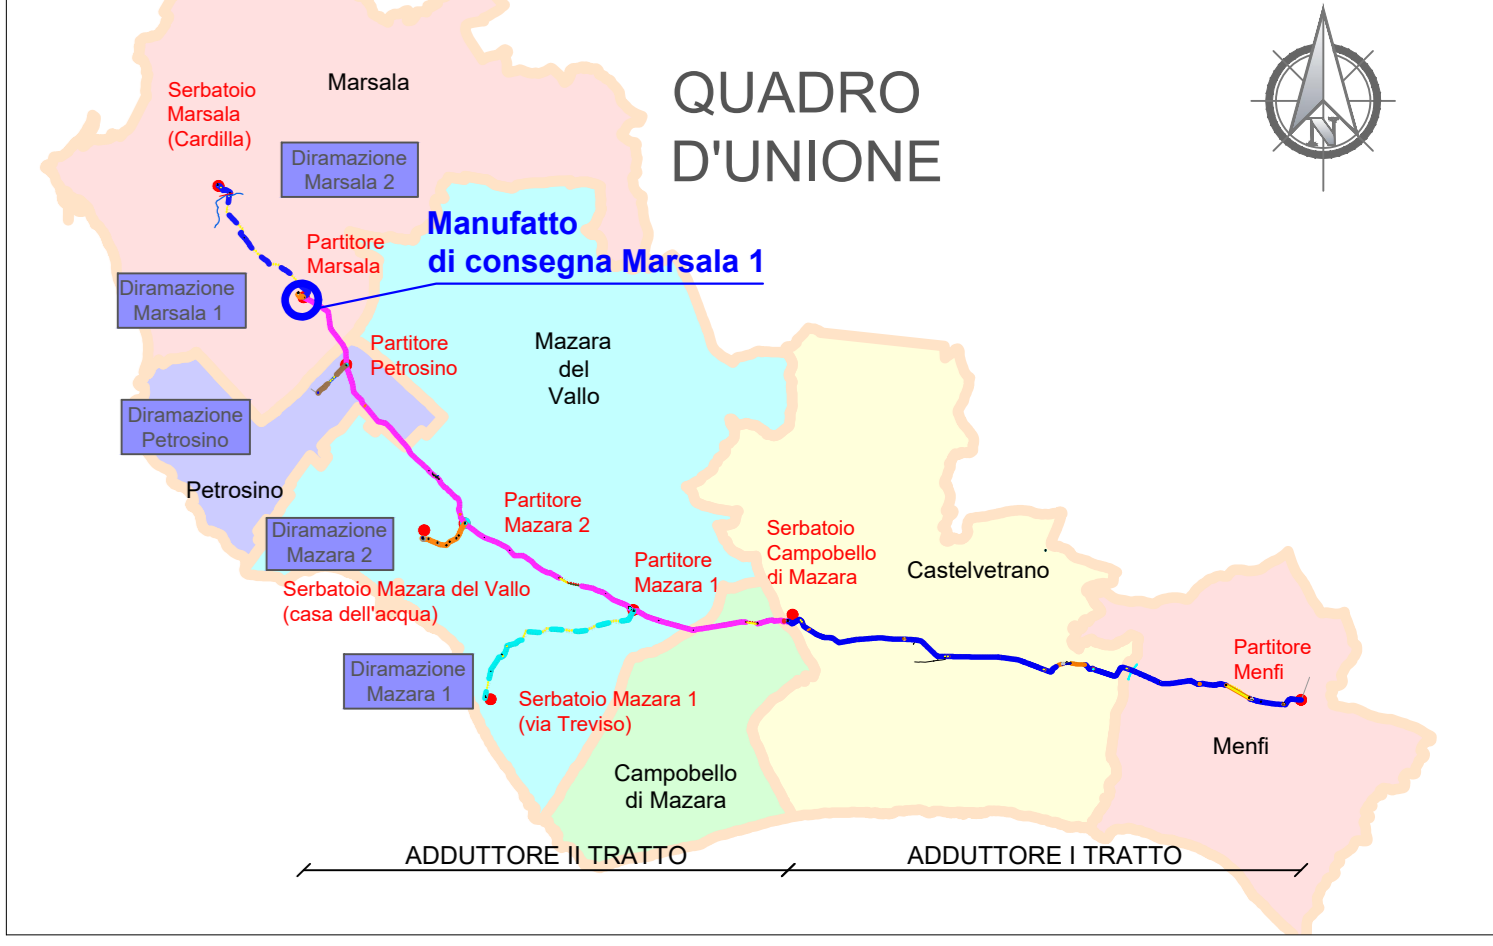 QUADRO
D'UNIONE
N
Marsala
Serbatoio
Marsala
(Cardilla)
Diramazione
Marsala 2
Manufatto
di consegna Marsala 1
Partitore
Marsala
Diramazione
Marsala 1
Partitore
Petrosino
Mazara
del
Vallo
Diramazione
Petrosino
Petrosino
Partitore
Mazara 2
Diramazione
Mazara 2
Serbatoio
Campobello
di Mazara
Partitore
Mazara 1
Castelvetrano
Serbatoio Mazara del Vallo
(casa dell'acqua)
Diramazione
Mazara 1
Serbatoio Mazara 1
(via Treviso)
Partitore
Menfi
Menfi
Campobello
di Mazara
ADDUTTORE II TRATTO
ADDUTTORE I TRATTO